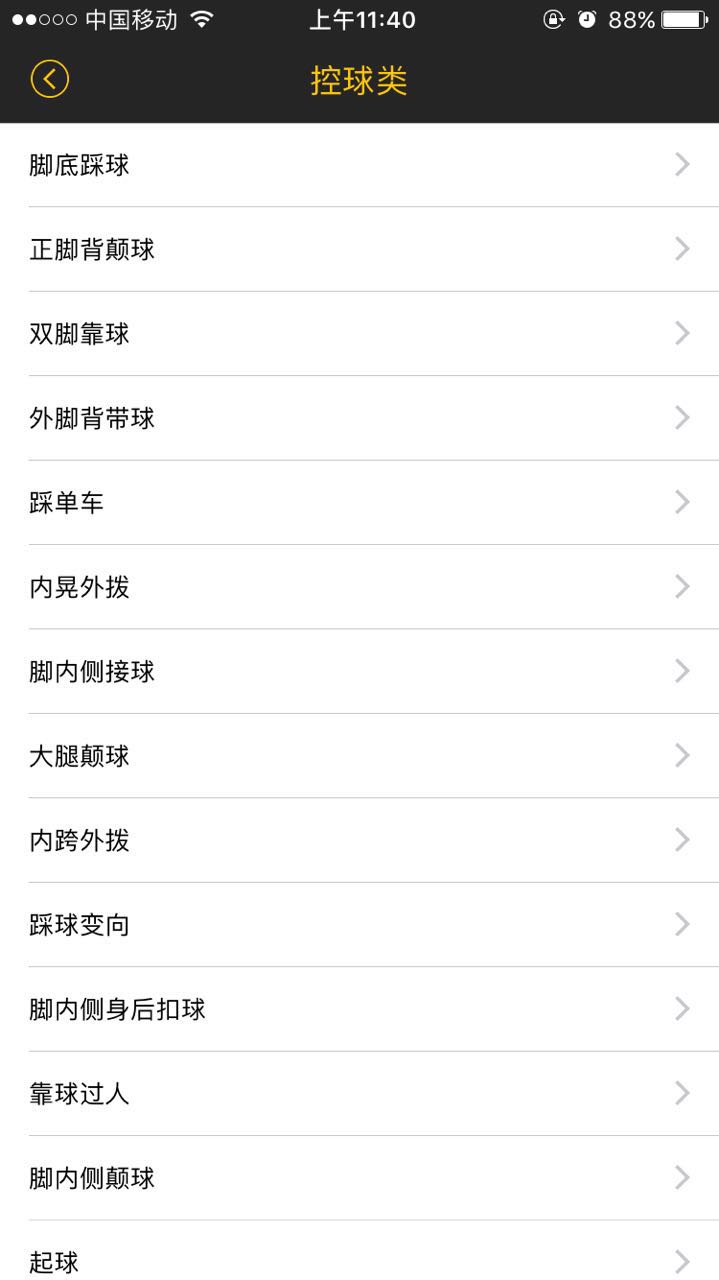 中国移动
上午11:40
88%
控球类
脚底踩球
正脚背颠球
双脚靠球
外脚背带球
踩单车
内晃外拨
脚内侧接球
大腿颠球
内跨外拨
踩球变向
脚内侧身后扣球
靠球过人
脚内侧颠球
起球